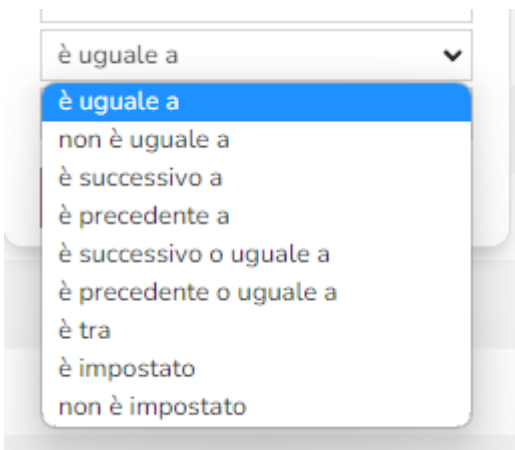 è uguale a
è uguale a
non è uguale a
è successivo a
è precedente a
è successivo o uguale a
è precedente o uguale a
è tra
è impostato
non è impostato